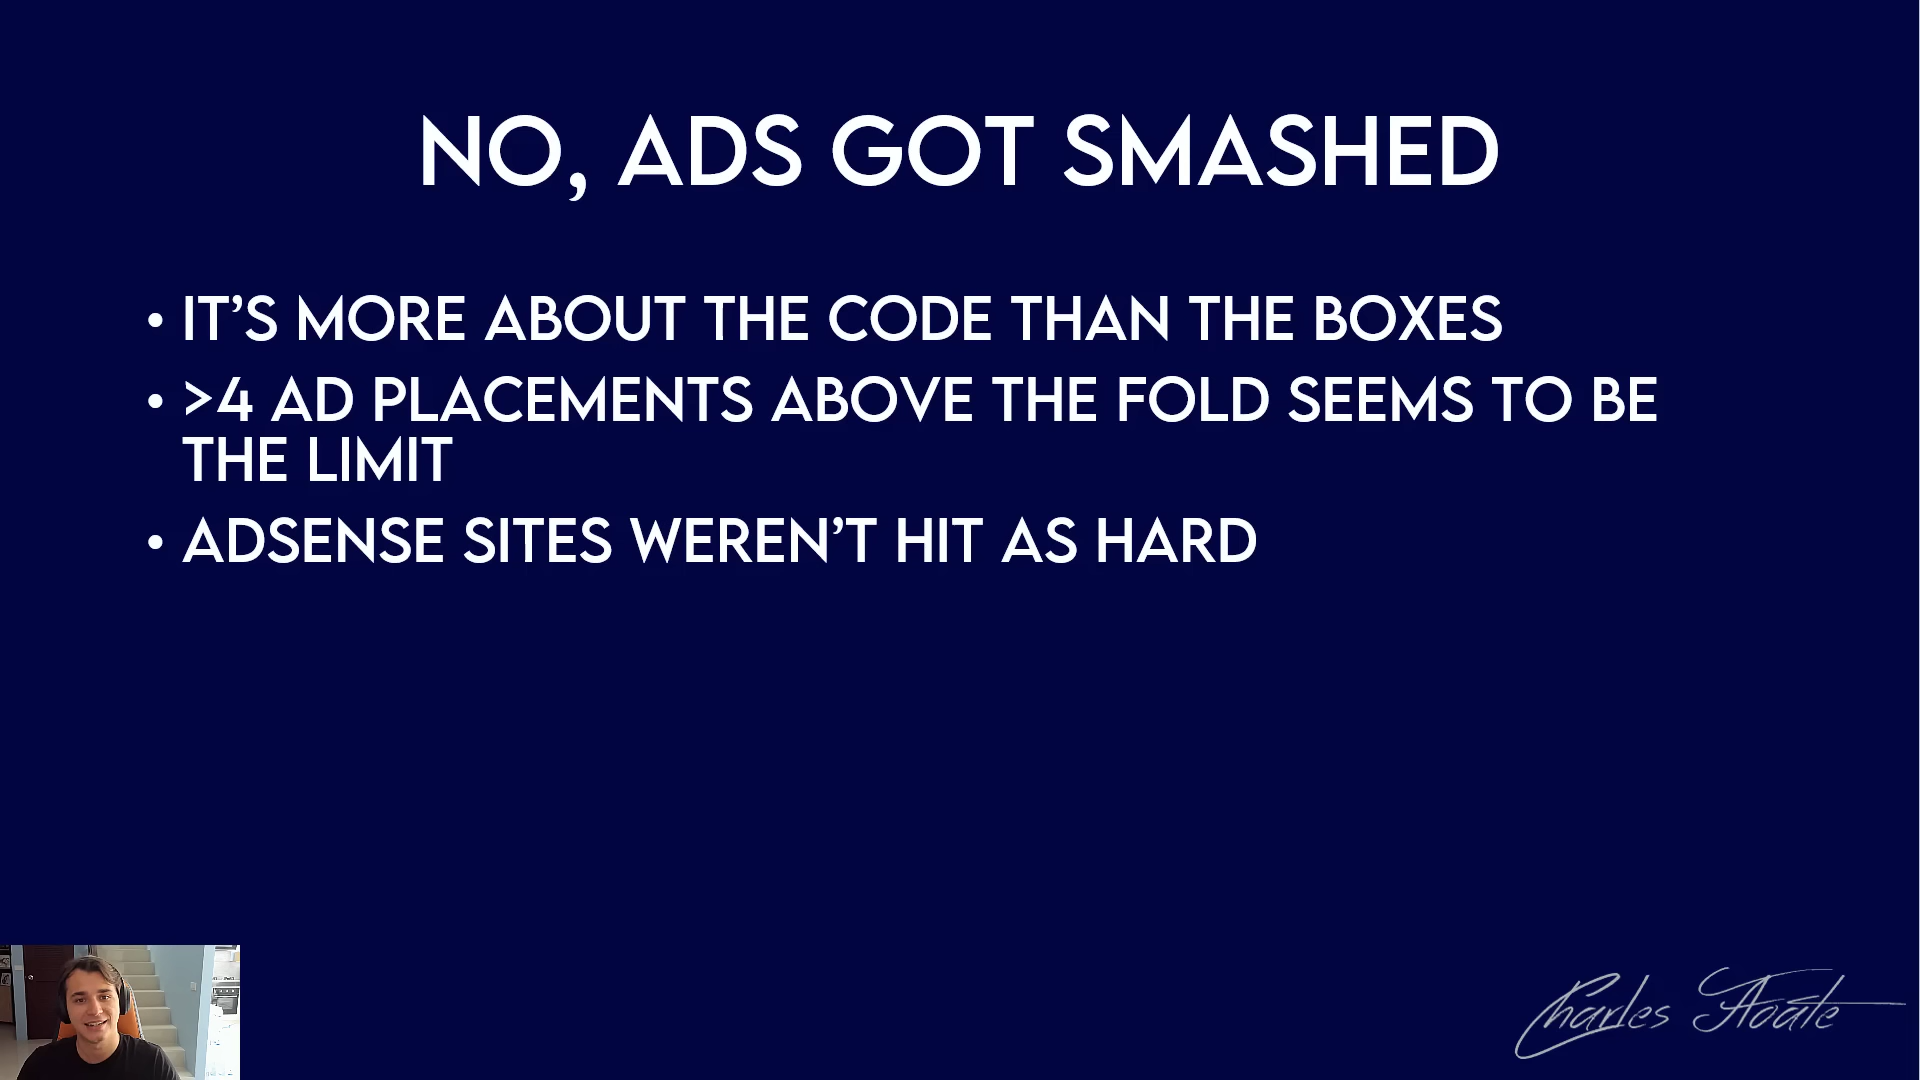 NO, ADS GOT SMASHED
• IT’S MORE ABOUT THE CODE THAN THE BOXES
• >4 AD PLACEMENTS ABOVE THE FOLD SEEMS TO BE
THE LIMIT
• ADSENSE SITES WEREN’T HIT AS HARD
Charles Floate